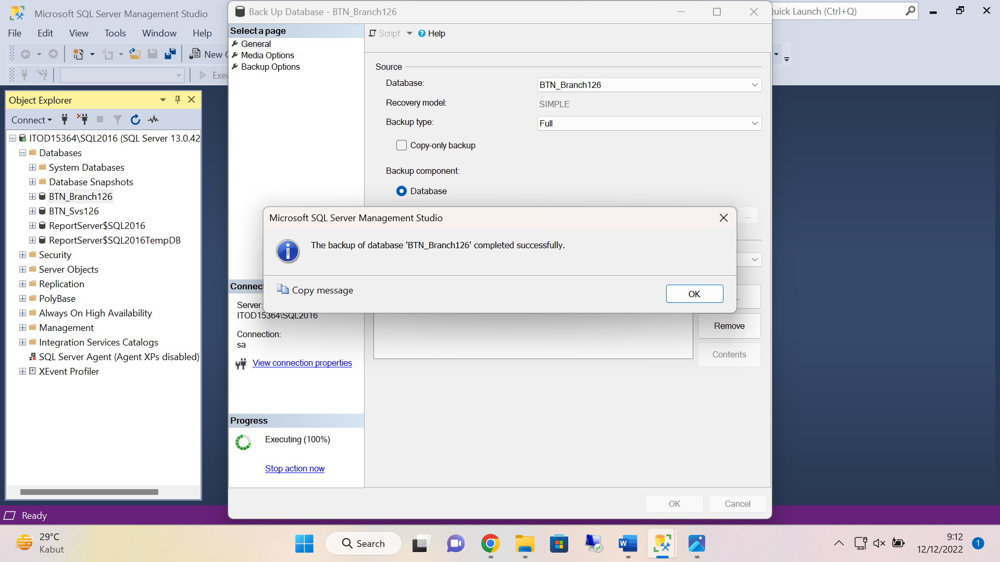 Microsoft SQL Server Management Studio
File Edit View Tools Window Help
New
Exec
Object Explorer
Connect
ITOD15364\SQL2016 (SQL Server 13.0.42
Databases
System Databases
Database Snapshots
BTN_Branch126
BTN_Svs126
ReportServer$SQL2016
ReportServer$SQL2016TempDB
Security
Server Objects
Replication
PolyBase
Always On High Availability
Management
Integration Services Catalogs
SQL Server Agent (Agent XPs disabled)
XEvent Profiler
Ready
Back Up Database - BTN_Branch126
Quick Launch (Ctrl+Q)
Select a page
General
Media Options
Backup Options
Script Help
Source
Database: BTN_Branch126
Recovery model: SIMPLE
Backup type: Full
Copy-only backup
Backup component:
Database
...
Microsoft SQL Server Management Studio
The backup of database 'BTN_Branch126' completed successfully.
Copy message
OK
Connec
Server:
ITOD15364\SQL2016
Connection:
sa
View connection properties
Remove
Contents
Progress
Executing (100%)
Stop action now
OK Cancel
29°C
Kabut
Search
9:12
12/12/2022
1